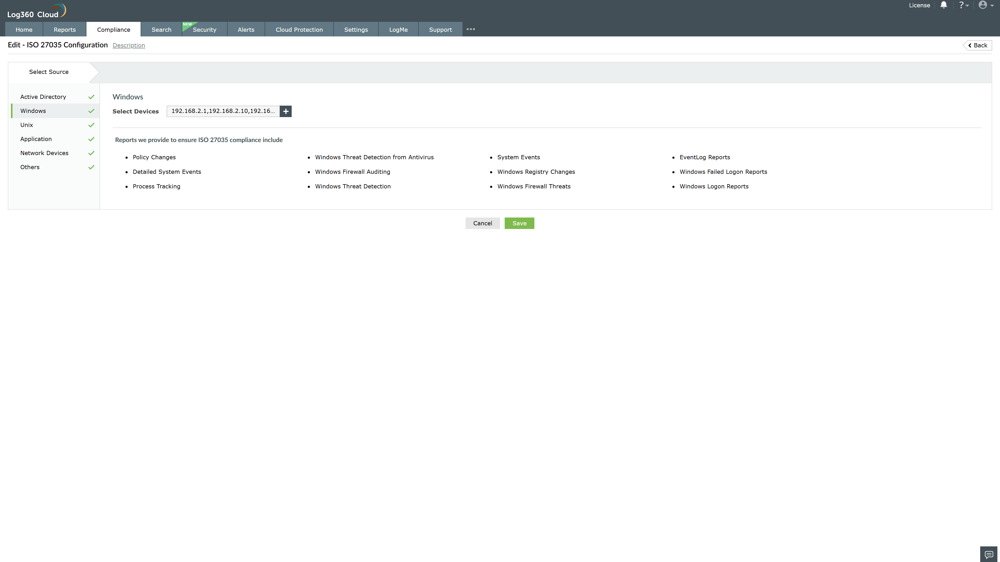 Log360 Cloud
License
?
Home
Reports
Compliance
Search
NEW
Security
Alerts
Cloud Protection
Settings
LogMe
Support
Edit - ISO 27035 Configuration
Description
Back
Select Source
Active Directory
Windows
Unix
Application
Network Devices
Others
Windows
Select Devices
192.168.2.1,192.168.2.10,192.16...
Reports we provide to ensure ISO 27035 compliance include
Policy Changes
Windows Threat Detection from Antivirus
System Events
EventLog Reports
Detailed System Events
Windows Firewall Auditing
Windows Registry Changes
Windows Failed Logon Reports
Process Tracking
Windows Threat Detection
Windows Firewall Threats
Windows Logon Reports
Cancel
Save